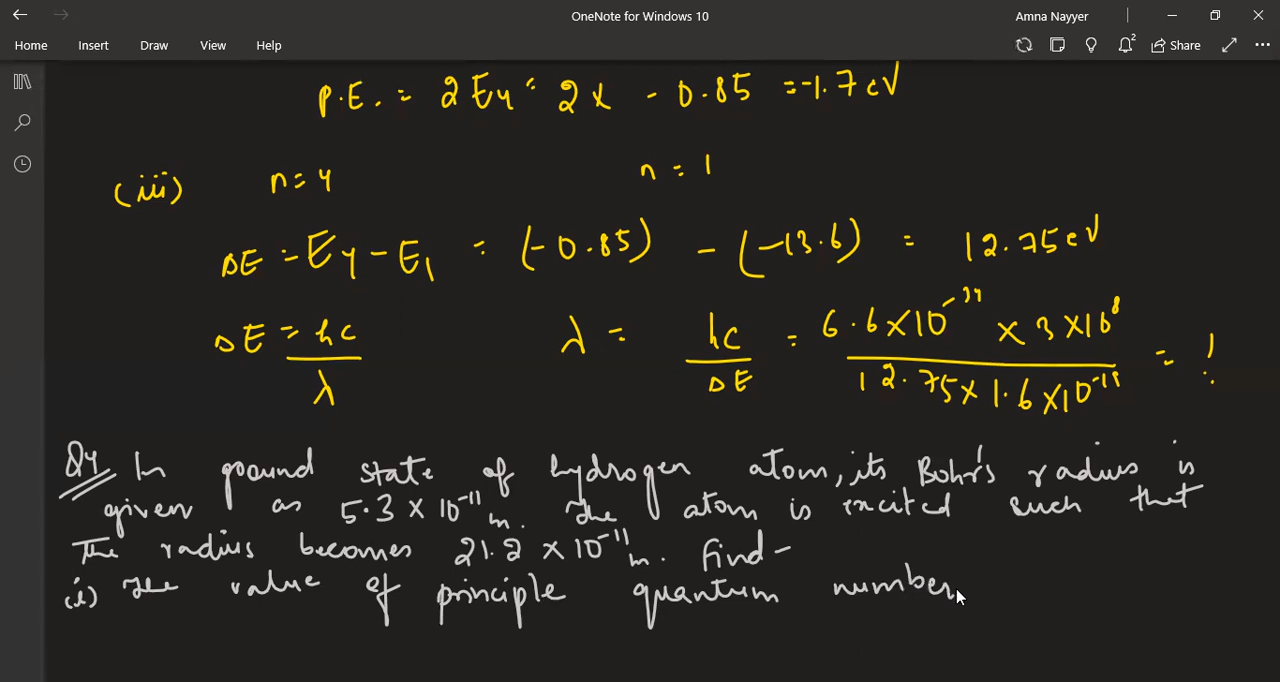 OneNote for Windows 10
Amna Nayyer
Home Insert Draw View Help
2
Share
P.E. = 2E4 = 2 x - 0.85 = -1.7 eV
(iii) n = 4 n = 1
ΔE = E4 - E1 = (-0.85) - (-13.6) = 12.75 eV
ΔE = hc/λ λ = hc/ΔE = 6.6×10^-34 × 3×10^8 / 12.75×1.6×10^-19 = !
Q4 In ground state of hydrogen atom, its Bohr's radius is
given as 5.3 × 10^-11 m. The atom is excited such that
The radius becomes 21.2 × 10^-11 m. Find -
(i) The value of principle quantum number